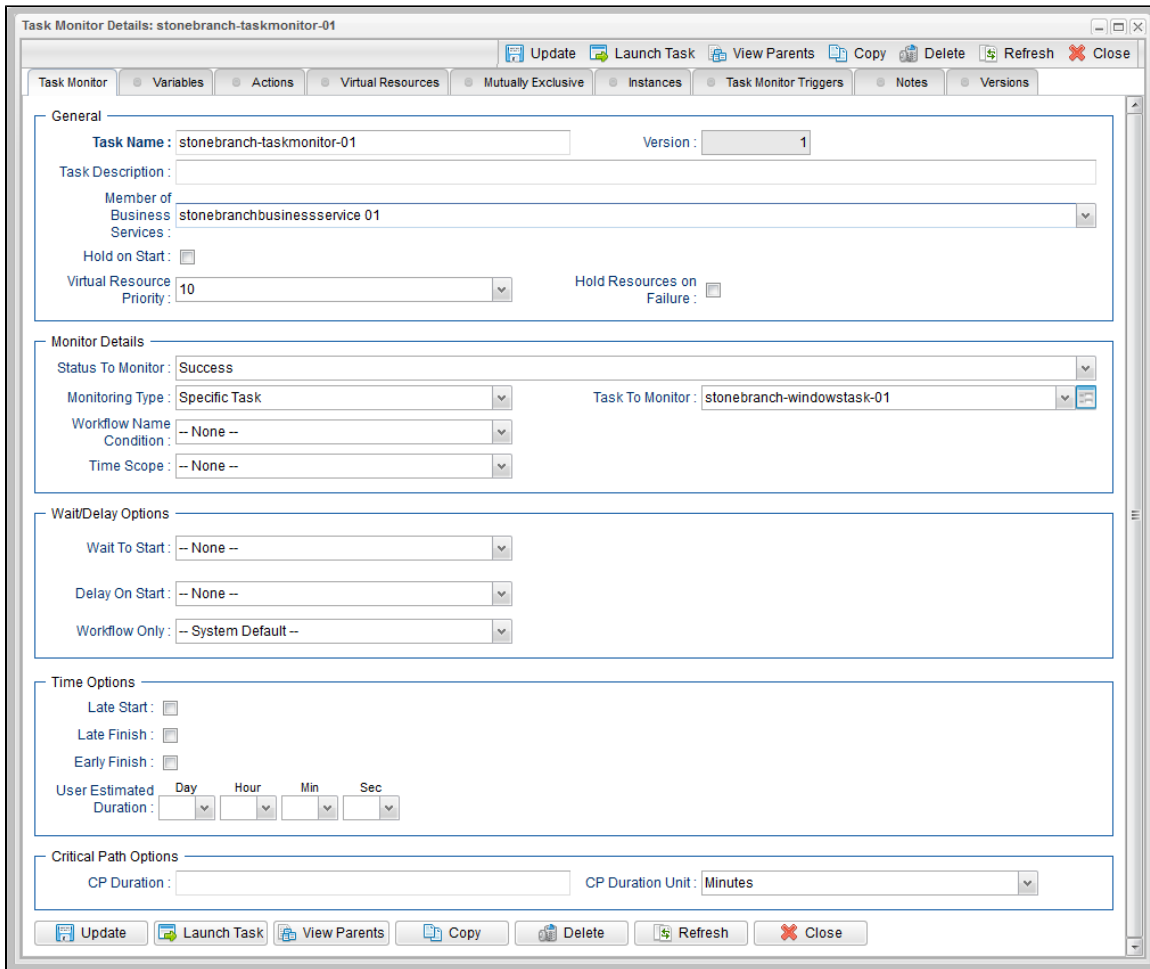 Task Monitor Details: stonebranch-taskmonitor-01
Update Launch Task View Parents Copy Delete Refresh Close
Task Monitor Variables Actions Virtual Resources Mutually Exclusive Instances Task Monitor Triggers Notes Versions
General
Task Name : stonebranch-taskmonitor-01 Version : 1
Task Description :
Member of
Business stonebranchbusinessservice 01
Services :
Hold on Start :
Virtual Resource Hold Resources on
Priority : 10 Failure :
Monitor Details
Status To Monitor : Success
Monitoring Type : Specific Task Task To Monitor : stonebranch-windowstask-01
Workflow Name
Condition : -- None --
Time Scope : -- None --
Wait/Delay Options
Wait To Start : -- None --
Delay On Start : -- None --
Workflow Only : -- System Default --
Time Options
Late Start :
Late Finish :
Early Finish :
User Estimated Day Hour Min Sec
Duration :
Critical Path Options
CP Duration : CP Duration Unit : Minutes
Update Launch Task View Parents Copy Delete Refresh Close